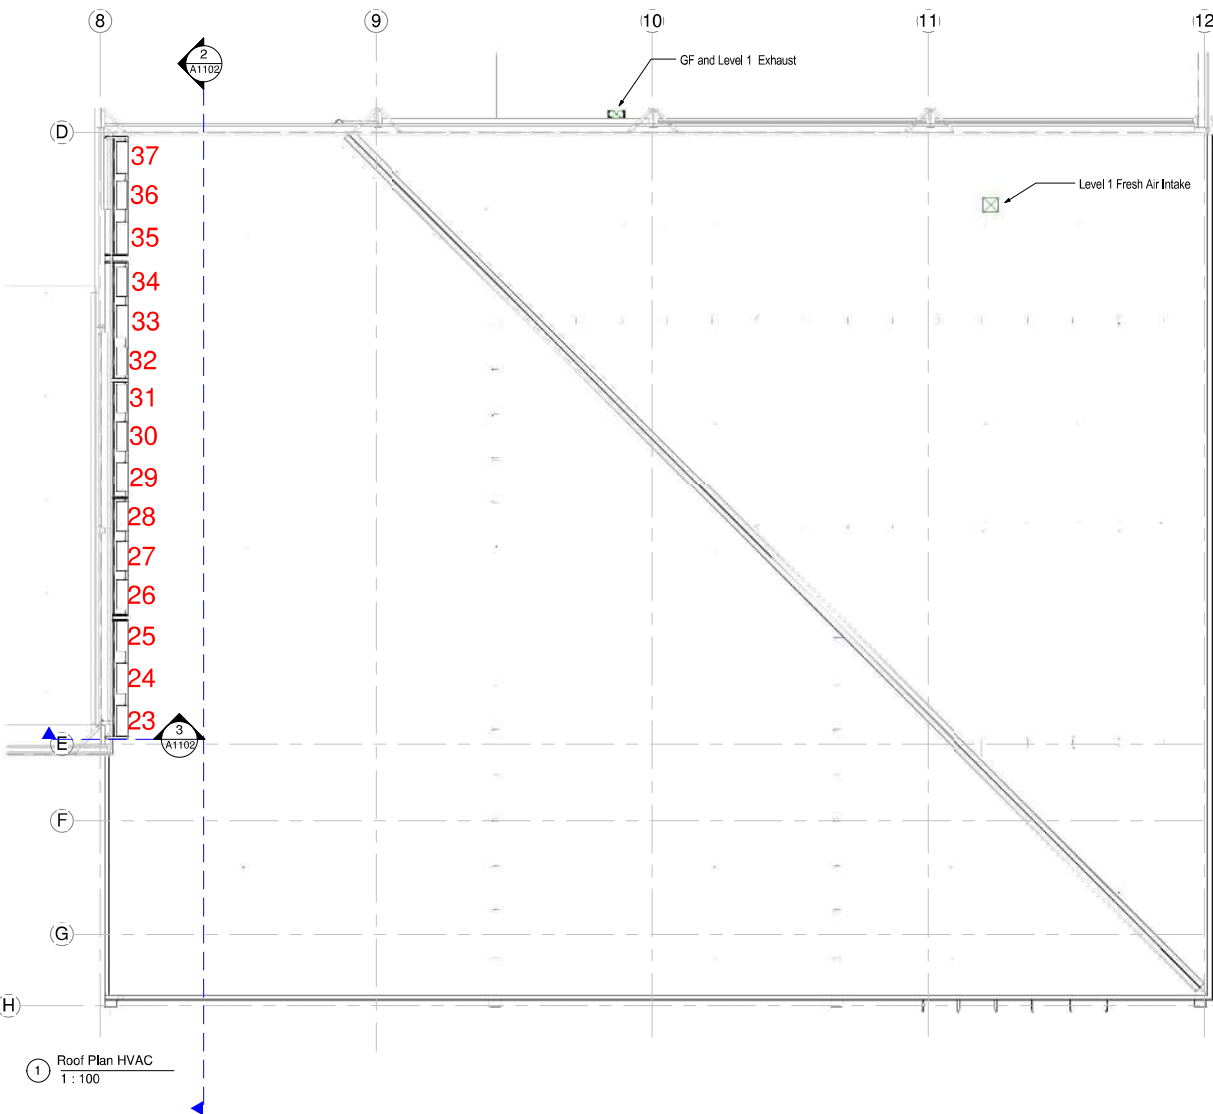 8
9
10
11
12
2
A1102
GF and Level 1 Exhaust
D
37
36
Level 1 Fresh Air Intake
35
34
33
32
31
30
29
28
27
26
25
24
23
3
A1102
E
F
G
H
1
Roof Plan HVAC
1 : 100